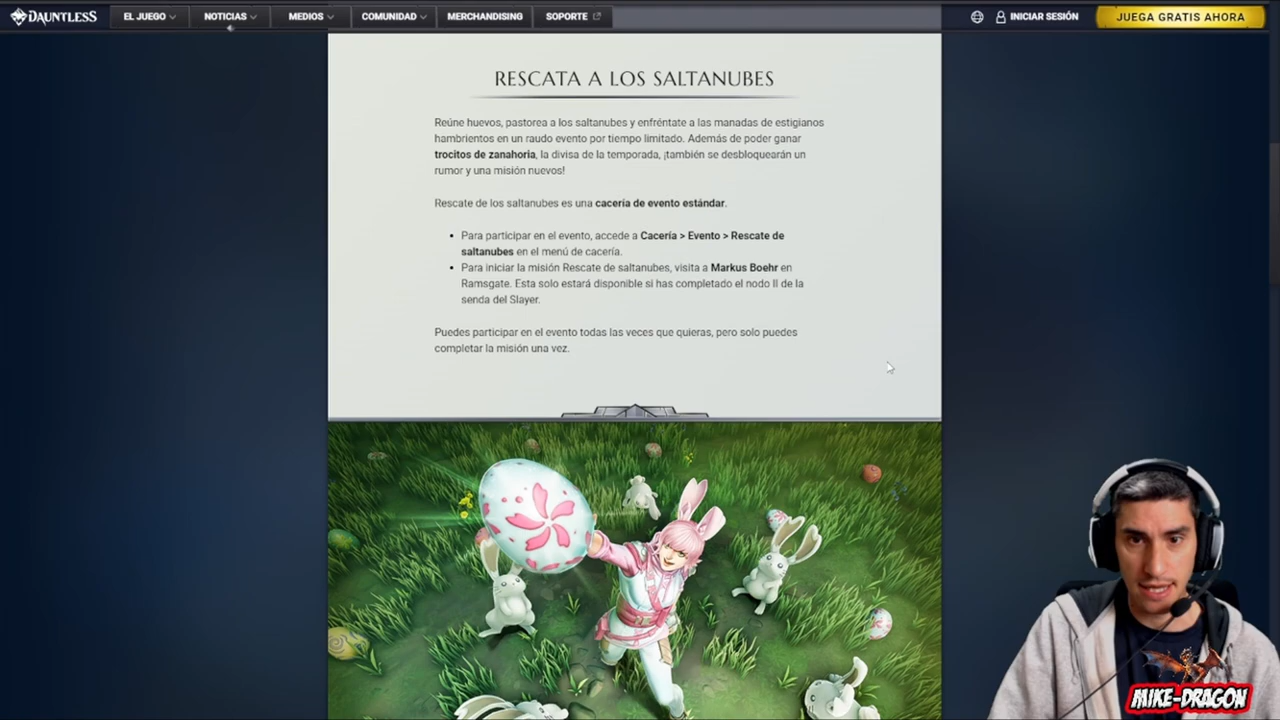 DAUNTLESS
EL JUEGO
NOTICIAS
MEDIOS
COMUNIDAD
MERCHANDISING
SOPORTE
INICIAR SESIÓN
JUEGA GRATIS AHORA
RESCATA A LOS SALTANUBES
Reúne huevos, pastorea a los saltanubes y enfréntate a las manadas de estigianos
hambrientos en un raudo evento por tiempo limitado. Además de poder ganar
trocitos de zanahoria, la divisa de la temporada, ¡también se desbloquearán un
rumor y una misión nuevos!
Rescate de los saltanubes es una cacería de evento estándar.
• Para participar en el evento, accede a Cacería > Evento > Rescate de
saltanubes en el menú de cacería.
• Para iniciar la misión Rescate de saltanubes, visita a Markus Boehr en
Ramsgate. Esta solo estará disponible si has completado el nodo II de la
senda del Slayer.
Puedes participar en el evento todas las veces que quieras, pero solo puedes
completar la misión una vez.
MIKE-DRAGON